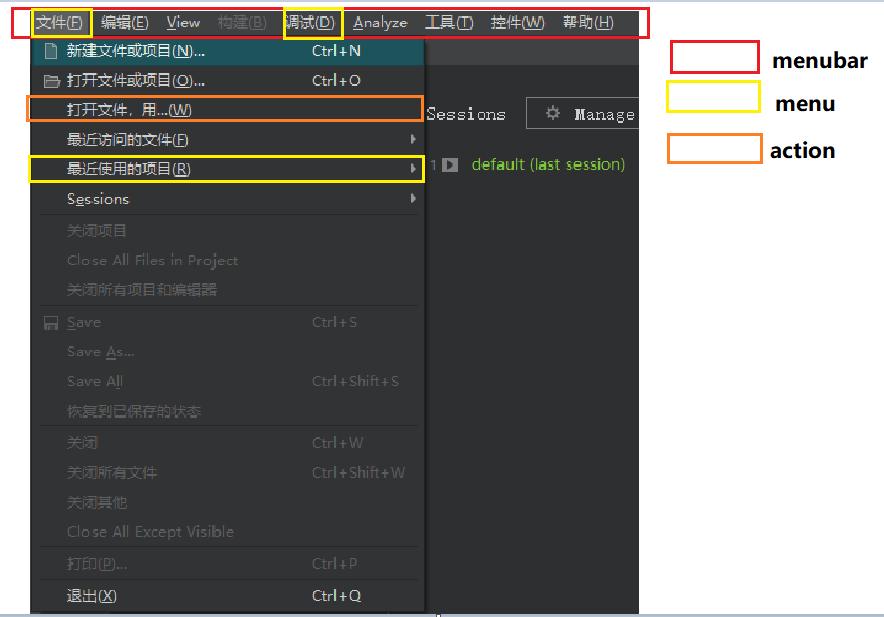 文件(F) 编辑(E) View 构建(B) 调试(D) Analyze 工具(T) 控件(W) 帮助(H)
新建文件或项目(N)... Ctrl+N
打开文件或项目(O)... Ctrl+O
打开文件，用...(W)
最近访问的文件(F)
最近使用的项目(R)
Sessions
关闭项目
Close All Files in Project
关闭所有项目和编辑器
Save Ctrl+S
Save As...
Save All Ctrl+Shift+S
恢复到已保存的状态
关闭 Ctrl+W
关闭所有文件 Ctrl+Shift+W
关闭其他
Close All Except Visible
打印(P)... Ctrl+P
退出(X) Ctrl+Q
Sessions Manage
1 default (last session)
menubar
menu
action